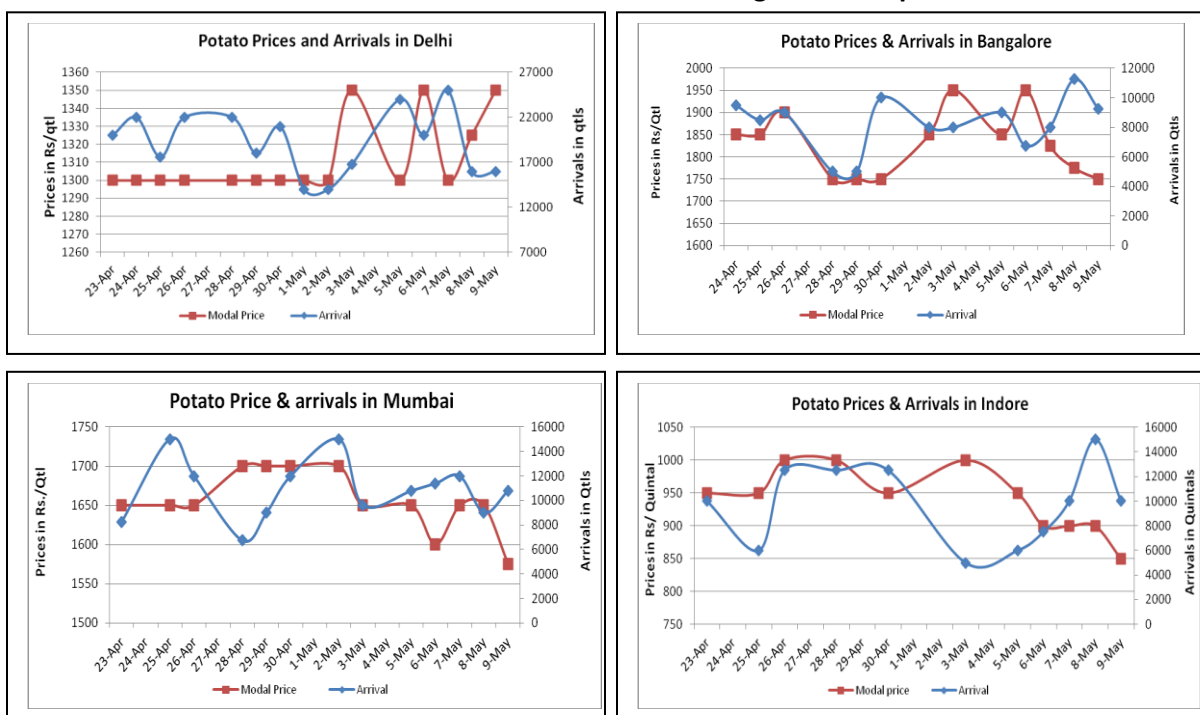 Potato Prices and Arrivals in Delhi
Prices in Rs/qtl
1360
1350
1340
1330
1320
1310
1300
1290
1280
1270
1260
27000
22000
17000
12000
7000
Arrivals in qtls
23-Apr
24-Apr
25-Apr
26-Apr
27-Apr
28-Apr
29-Apr
30-Apr
1-May
2-May
3-May
4-May
5-May
6-May
7-May
8-May
9-May
Modal Price
Arrival
Potato Prices & Arrivals in Bangalore
Prices in Rs/Qtl
2000
1950
1900
1850
1800
1750
1700
1650
1600
12000
10000
8000
6000
4000
2000
0
Arrivals in Qtls
24-Apr
25-Apr
26-Apr
27-Apr
28-Apr
29-Apr
30-Apr
1-May
2-May
3-May
4-May
5-May
6-May
7-May
8-May
9-May
Modal Price
Arrival
Potato Price & arrivals in Mumbai
Prices in Rs./Qtl
1750
1700
1650
1600
1550
1500
16000
14000
12000
10000
8000
6000
4000
2000
0
Arrivals in Qtls
23-Apr
24-Apr
25-Apr
26-Apr
27-Apr
28-Apr
29-Apr
30-Apr
1-May
2-May
3-May
4-May
5-May
6-May
7-May
8-May
9-May
Modal Price
Arrival
Potato Prices & Arrivals in Indore
Prices in Rs/ Quintal
1050
1000
950
900
850
800
750
16000
14000
12000
10000
8000
6000
4000
2000
0
Arrivals in Quintals
23-Apr
24-Apr
25-Apr
26-Apr
27-Apr
28-Apr
29-Apr
30-Apr
1-May
2-May
3-May
4-May
5-May
6-May
7-May
8-May
9-May
Modal price
Arrival